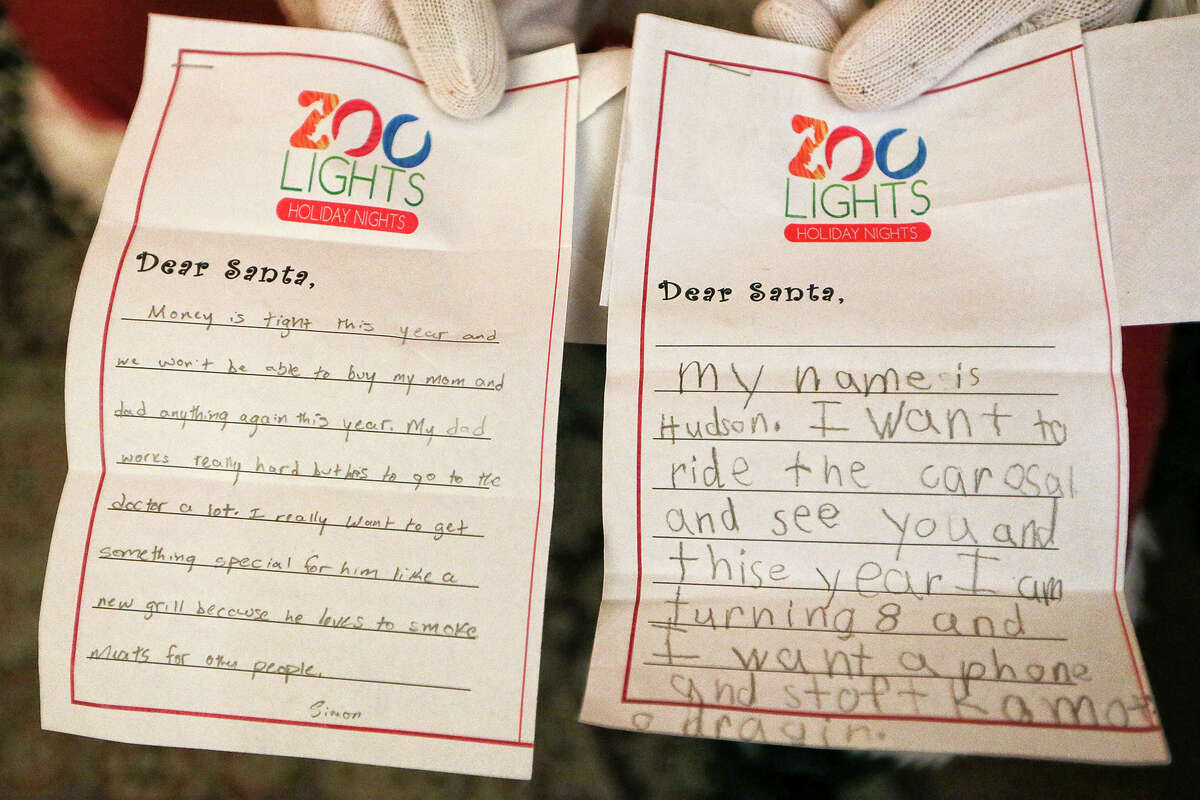 ZOO
LIGHTS
HOLIDAY NIGHTS
Dear Santa,
Money is tight this year and
we won't be able to buy my mom and
dad anything again this year. My dad
works really hard but has to go to the
doctor a lot. I really want to get
something special for him like a
new grill because he loves to smoke
Meats for other people.
Simon
ZOO
LIGHTS
HOLIDAY NIGHTS
Dear Santa,
my name is
Hudson. I want to
ride the carosal
and see you and
thise year I am
turning 8 and
I want a phone
and stoft Kamot
o dragin.